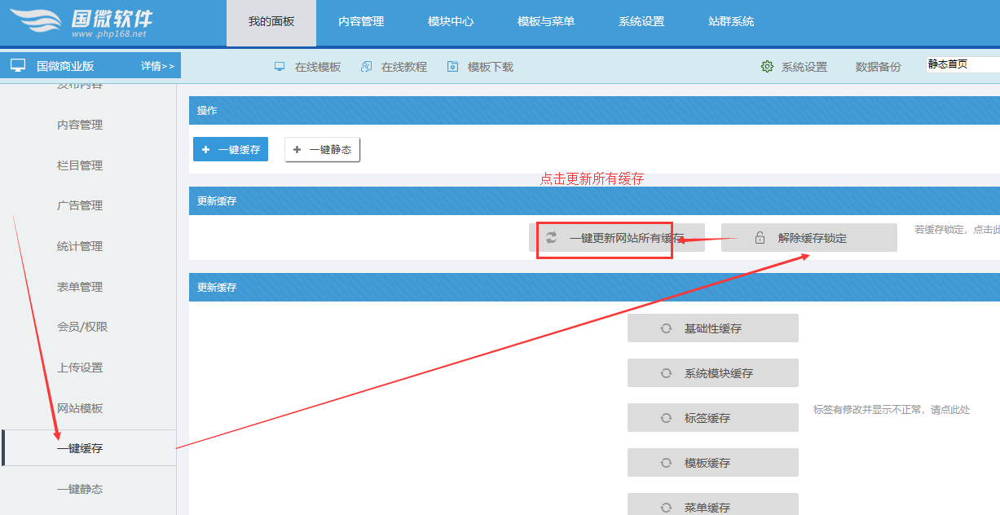 国微软件
www.php168.net
我的面板 内容管理 模块中心 模板与菜单 系统设置 站群系统
国微商业版 详情>> 在线模板 在线教程 模板下载 系统设置 数据备份 静态首页
发布内容
内容管理
栏目管理
广告管理
统计管理
表单管理
会员/权限
上传设置
网站模板
一键缓存
一键静态
操作
一键缓存 一键静态
点击更新所有缓存
更新缓存
一键更新网站所有缓存 解除缓存锁定 若缓存锁定，点击此
更新缓存
基础性缓存
系统模块缓存
标签缓存 标签有修改并显示不正常，请点此处
模板缓存
菜单缓存